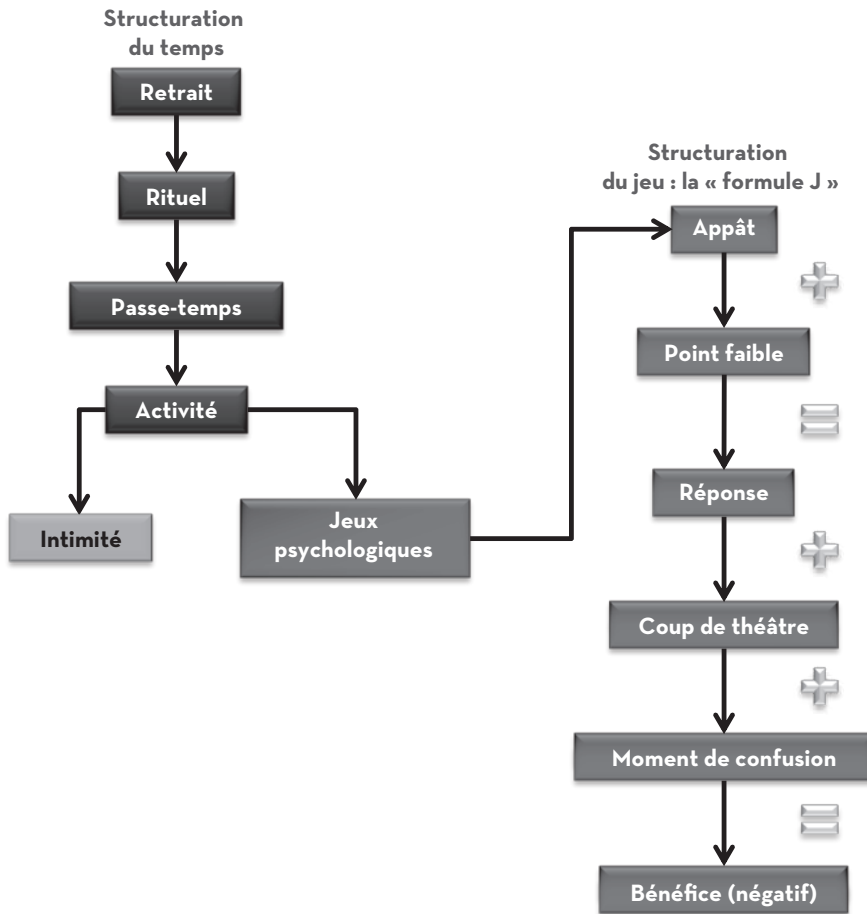 Structuration
du temps
Retrait
Rituel
Passe-temps
Activité
Intimité
Jeux
psychologiques
Structuration
du jeu : la « formule J »
Appât
+
Point faible
=
Réponse
+
Coup de théâtre
+
Moment de confusion
=
Bénéfice (négatif)